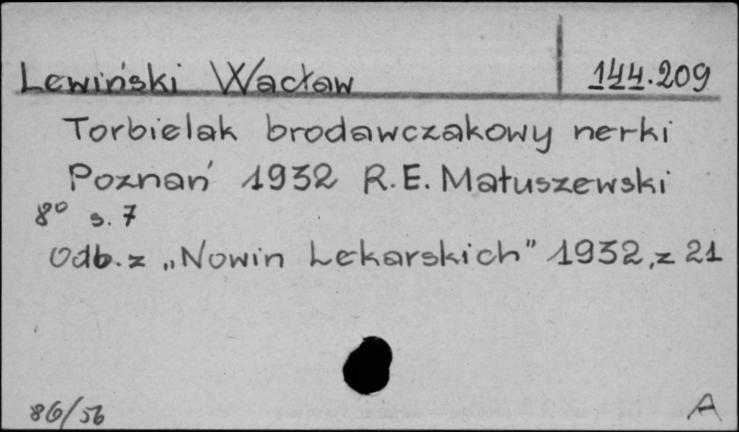 Lewiński Wacław 144.209
Torbielak brodawczakowy nerki
Poznań 1932 R.E. Matuszewski
8° s. 7
Odb. z „Nowin Lekarskich" 1932, z 21
86/56 A